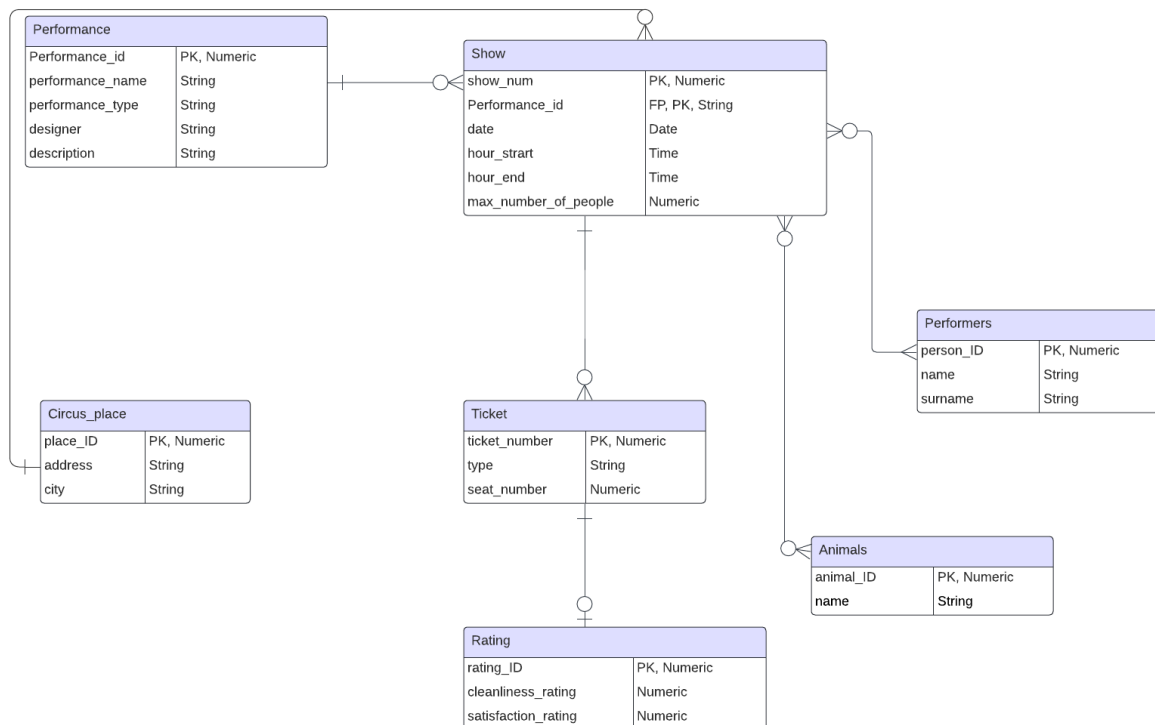 Performance
Performance_id PK, Numeric
performance_name String
performance_type String
designer String
description String
Show
show_num PK, Numeric
Performance_id FP, PK, String
date Date
hour_strart Time
hour_end Time
max_number_of_people Numeric
Performers
person_ID PK, Numeric
name String
surname String
Circus_place
place_ID PK, Numeric
address String
city String
Ticket
ticket_number PK, Numeric
type String
seat_number Numeric
Animals
animal_ID PK, Numeric
name String
Rating
rating_ID PK, Numeric
cleanliness_rating Numeric
satisfaction_rating Numeric